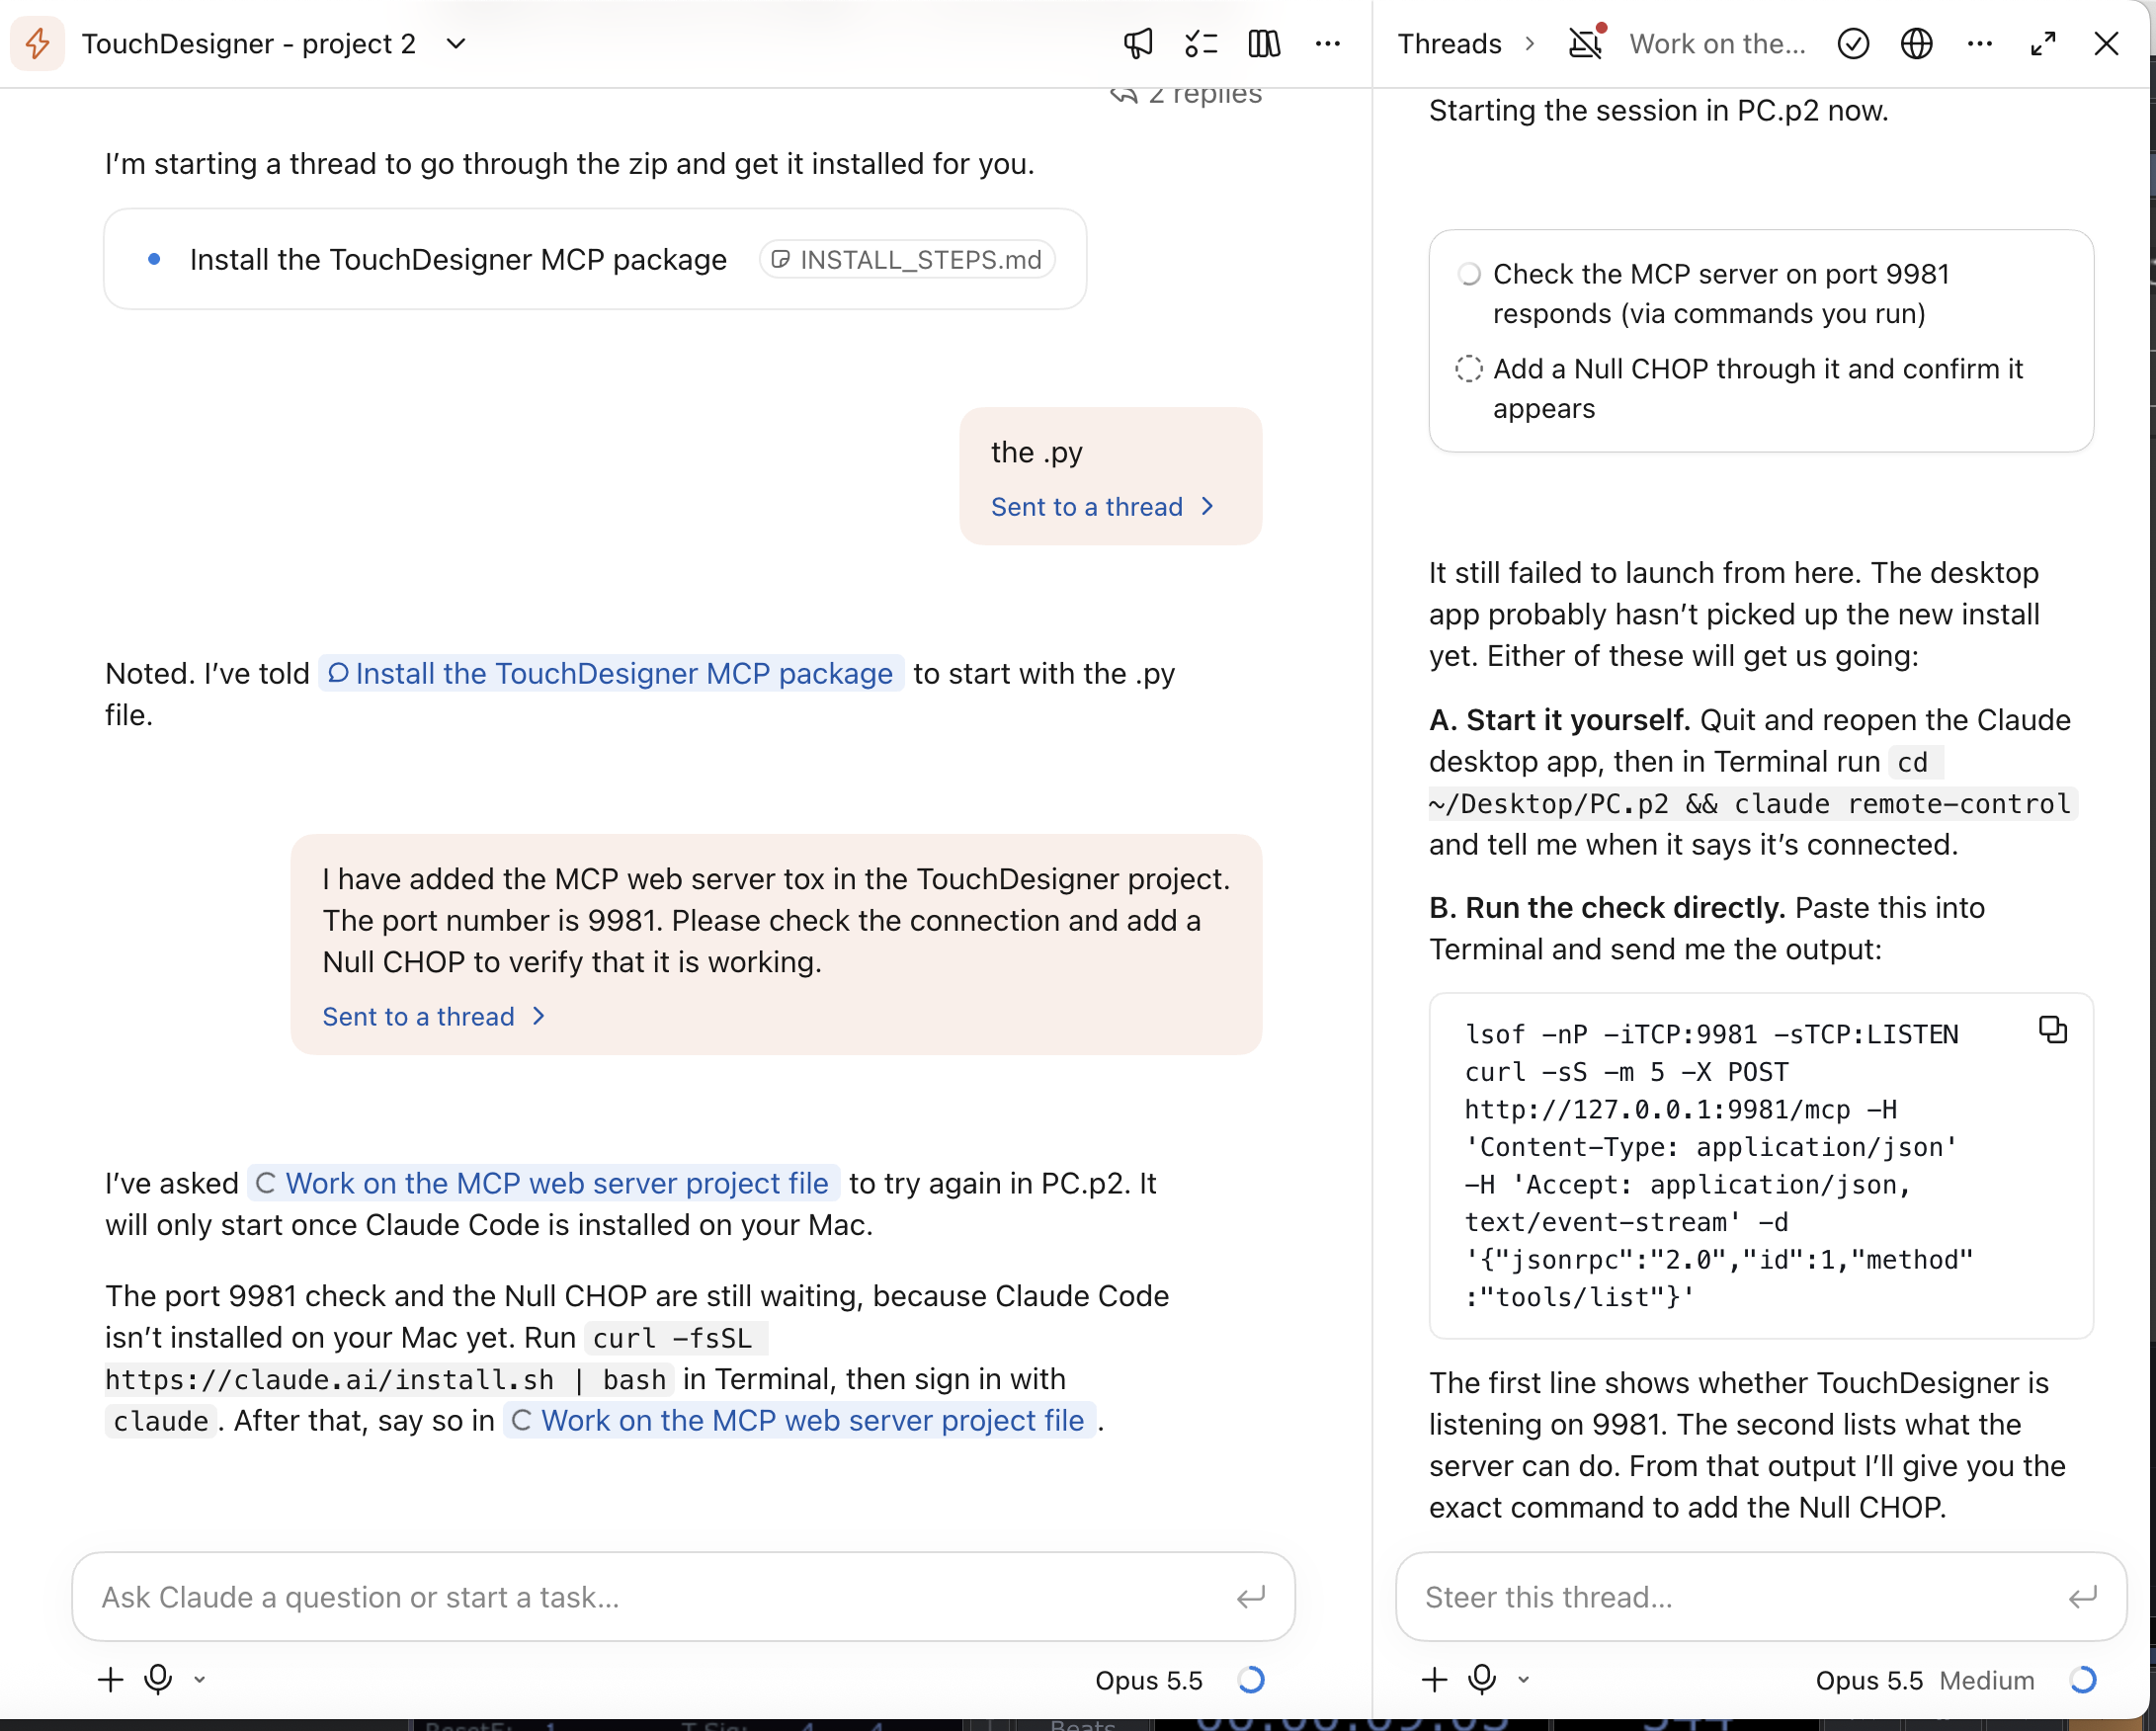 TouchDesigner - project 2
2 replies
I'm starting a thread to go through the zip and get it installed for you.
Install the TouchDesigner MCP package
INSTALL_STEPS.md
the .py
Sent to a thread
Noted. I've told Install the TouchDesigner MCP package to start with the .py
file.
I have added the MCP web server tox in the TouchDesigner project.
The port number is 9981. Please check the connection and add a
Null CHOP to verify that it is working.
Sent to a thread
I've asked Work on the MCP web server project file to try again in PC.p2. It
will only start once Claude Code is installed on your Mac.
The port 9981 check and the Null CHOP are still waiting, because Claude Code
isn't installed on your Mac yet. Run curl -fsSL
https://claude.ai/install.sh | bash in Terminal, then sign in with
claude. After that, say so in Work on the MCP web server project file.
Ask Claude a question or start a task...
Opus 5.5
Threads
Work on the...
Starting the session in PC.p2 now.
Check the MCP server on port 9981
responds (via commands you run)
Add a Null CHOP through it and confirm it
appears
It still failed to launch from here. The desktop
app probably hasn't picked up the new install
yet. Either of these will get us going:
A. Start it yourself. Quit and reopen the Claude
desktop app, then in Terminal run cd
~/Desktop/PC.p2 && claude remote-control
and tell me when it says it's connected.
B. Run the check directly. Paste this into
Terminal and send me the output:
lsof -nP -iTCP:9981 -sTCP:LISTEN
curl -sS -m 5 -X POST
http://127.0.0.1:9981/mcp -H
'Content-Type: application/json'
-H 'Accept: application/json,
text/event-stream' -d
'{"jsonrpc":"2.0","id":1,"method"
:"tools/list"}'
The first line shows whether TouchDesigner is
listening on 9981. The second lists what the
server can do. From that output I'll give you the
exact command to add the Null CHOP.
Steer this thread...
Opus 5.5 Medium
Beats